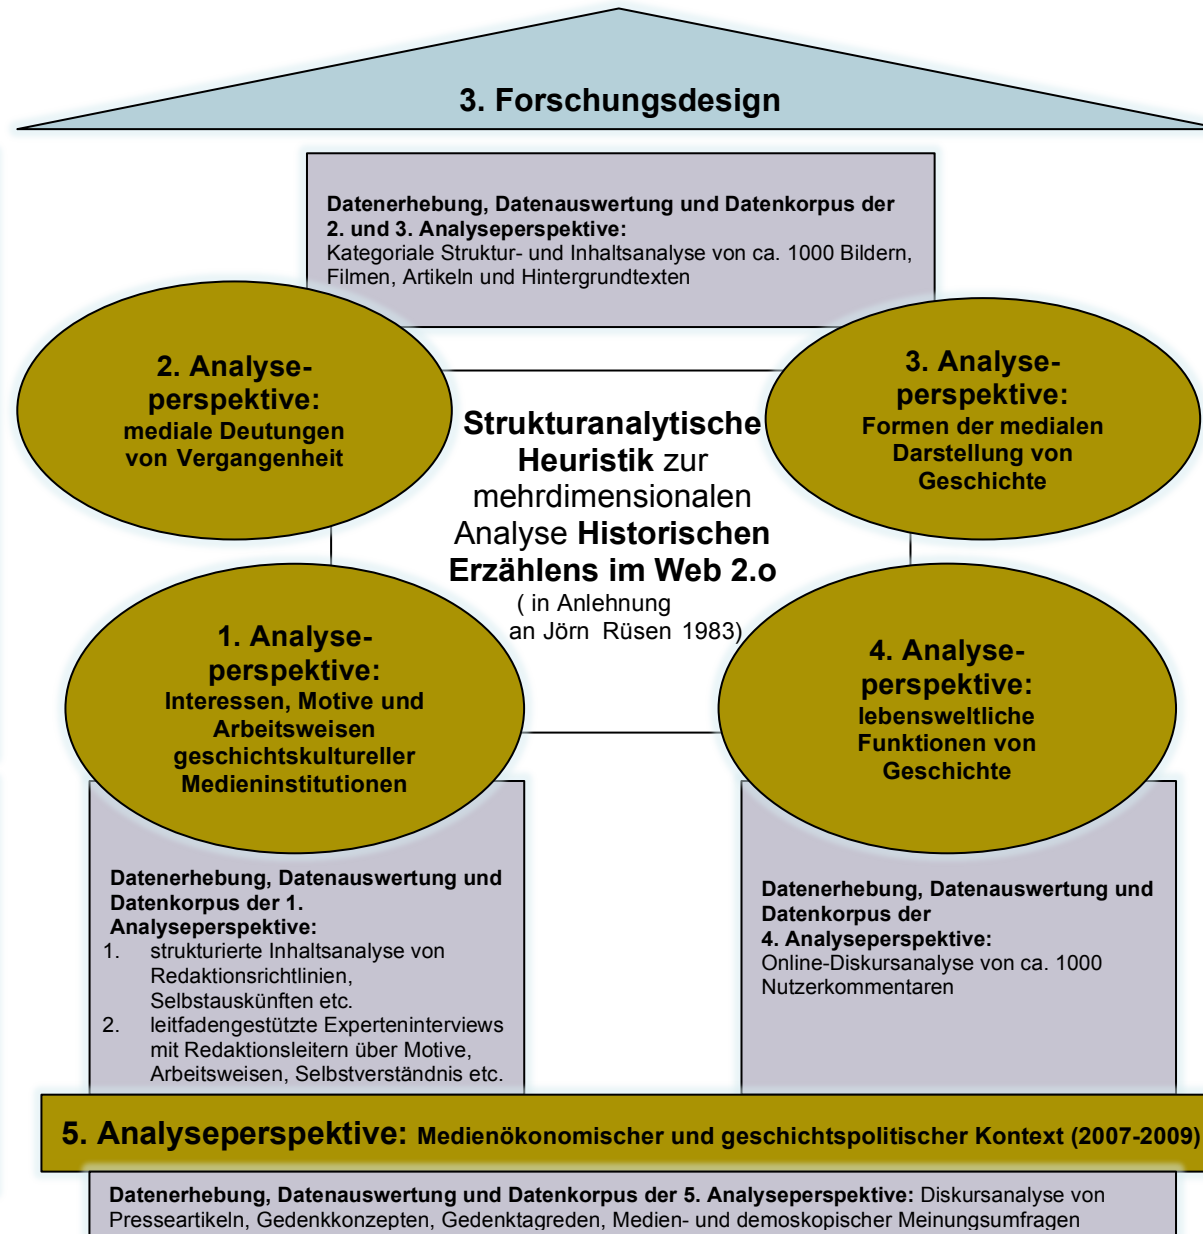 3. Forschungsdesign
Datenerhebung, Datenauswertung und Datenkorpus der
2. und 3. Analyseperspektive:
Kategoriale Struktur- und Inhaltsanalyse von ca. 1000 Bildern,
Filmen, Artikeln und Hintergrundtexten
2. Analyse-
perspektive:
mediale Deutungen
von Vergangenheit
3. Analyse-
perspektive:
Formen der medialen
Darstellung von
Geschichte
Strukturanalytische
Heuristik zur
mehrdimensionalen
Analyse Historischen
Erzählens im Web 2.o
( in Anlehnung
an Jörn Rüsen 1983)
1. Analyse-
perspektive:
Interessen, Motive und
Arbeitsweisen
geschichtskultureller
Medieninstitutionen
4. Analyse-
perspektive:
lebensweltliche
Funktionen von
Geschichte
Datenerhebung, Datenauswertung und
Datenkorpus der 1.
Analyseperspektive:
1. strukturierte Inhaltsanalyse von
Redaktionsrichtlinien,
Selbstauskünften etc.
2. leitfadengestützte Experteninterviews
mit Redaktionsleitern über Motive,
Arbeitsweisen, Selbstverständnis etc.
Datenerhebung, Datenauswertung und
Datenkorpus der
4. Analyseperspektive:
Online-Diskursanalyse von ca. 1000
Nutzerkommentaren
5. Analyseperspektive: Medienökonomischer und geschichtspolitischer Kontext (2007-2009)
Datenerhebung, Datenauswertung und Datenkorpus der 5. Analyseperspektive: Diskursanalyse von
Presseartikeln, Gedenkkonzepten, Gedenktagreden, Medien- und demoskopischer Meinungsumfragen